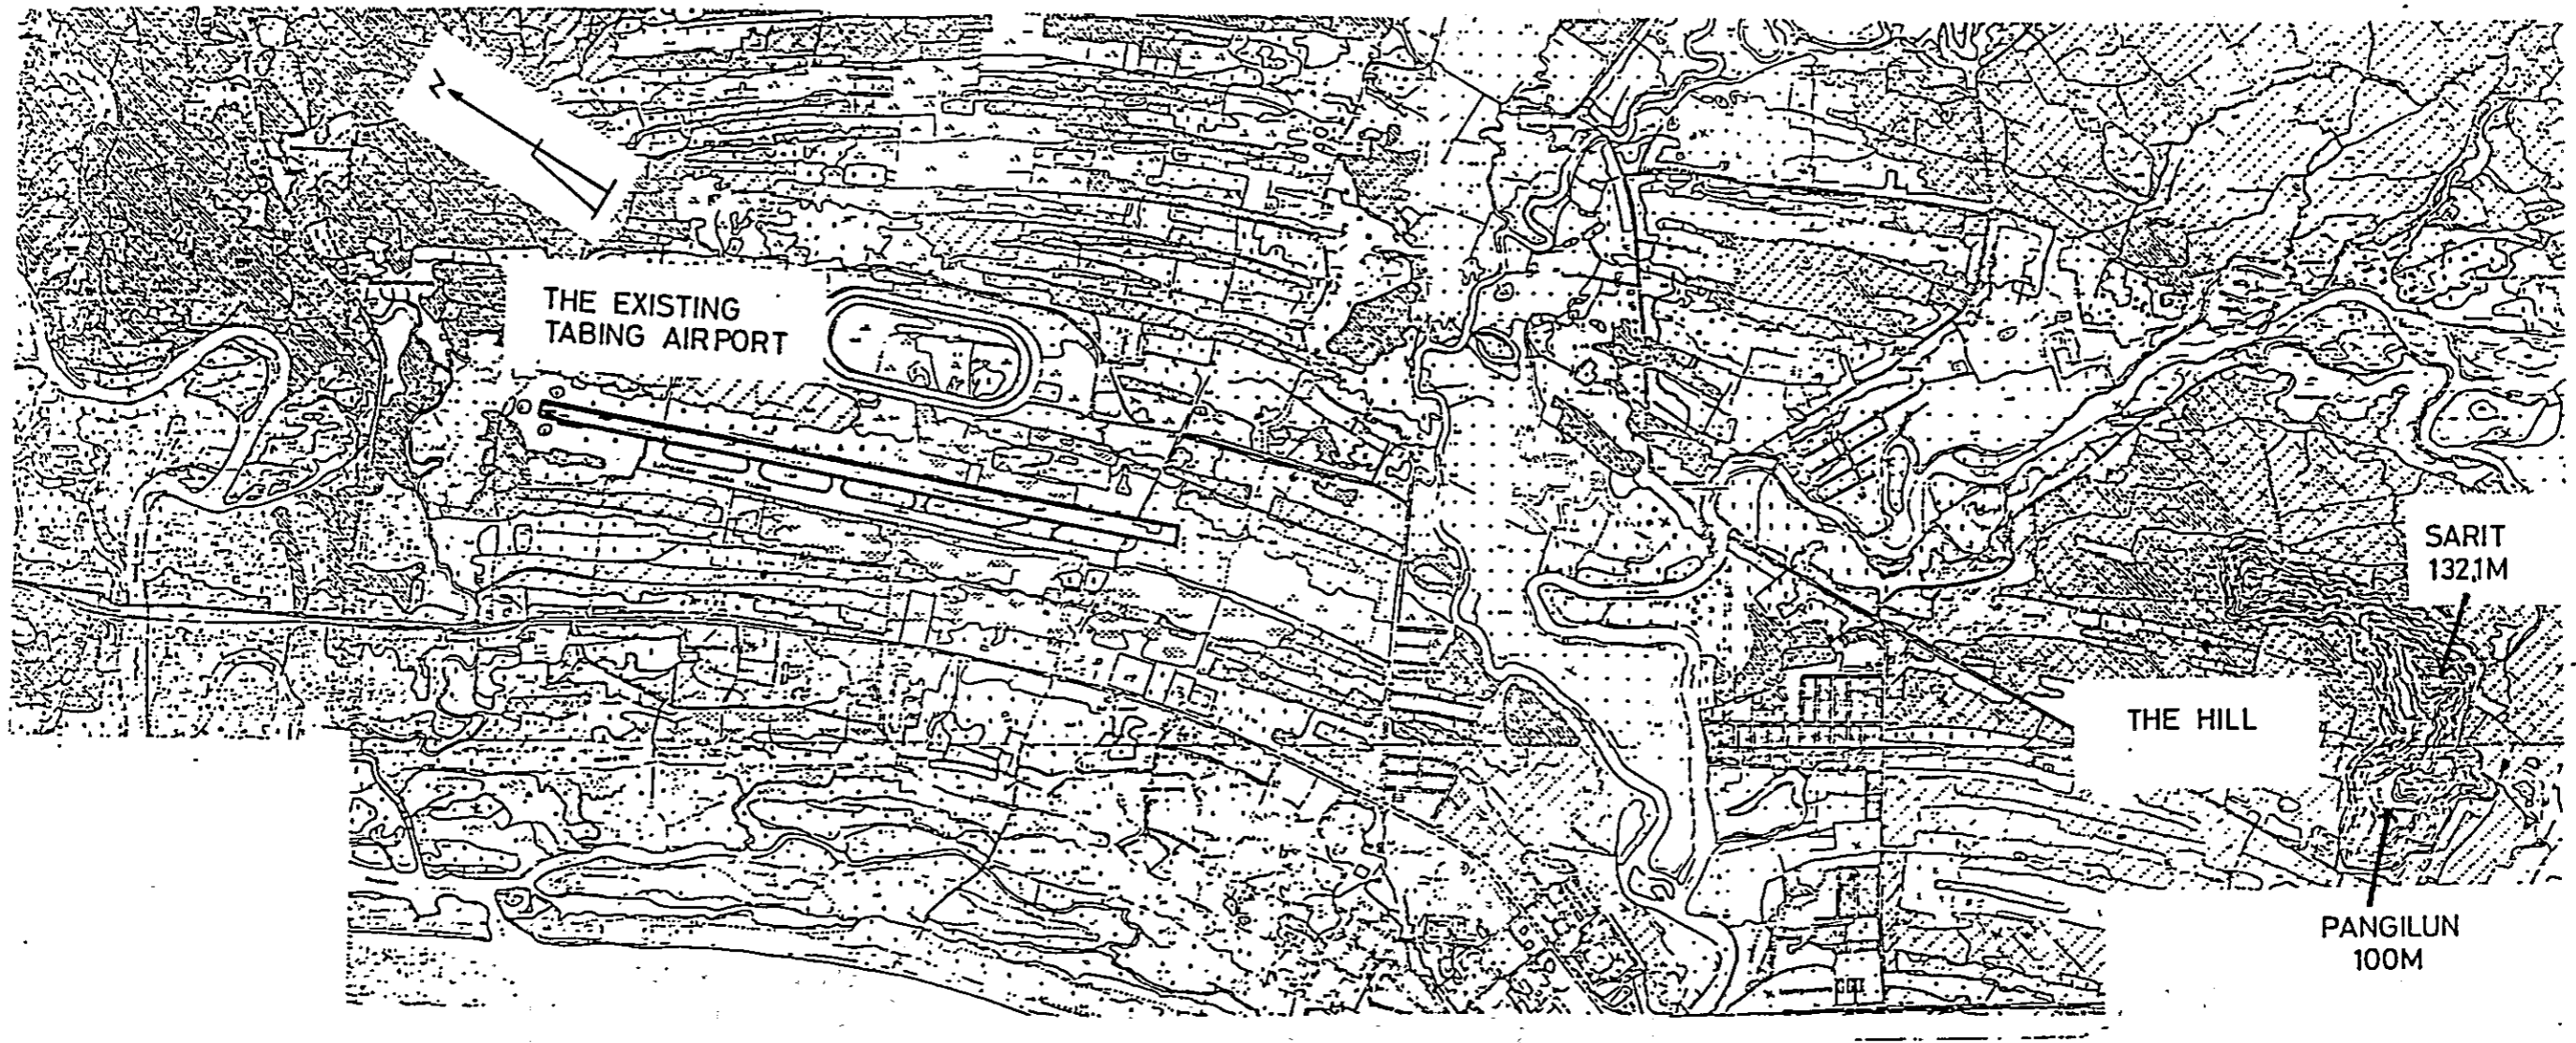 N
THE EXISTING
TABING AIRPORT
SARIT
132,1M
THE HILL
PANGILUN
100M